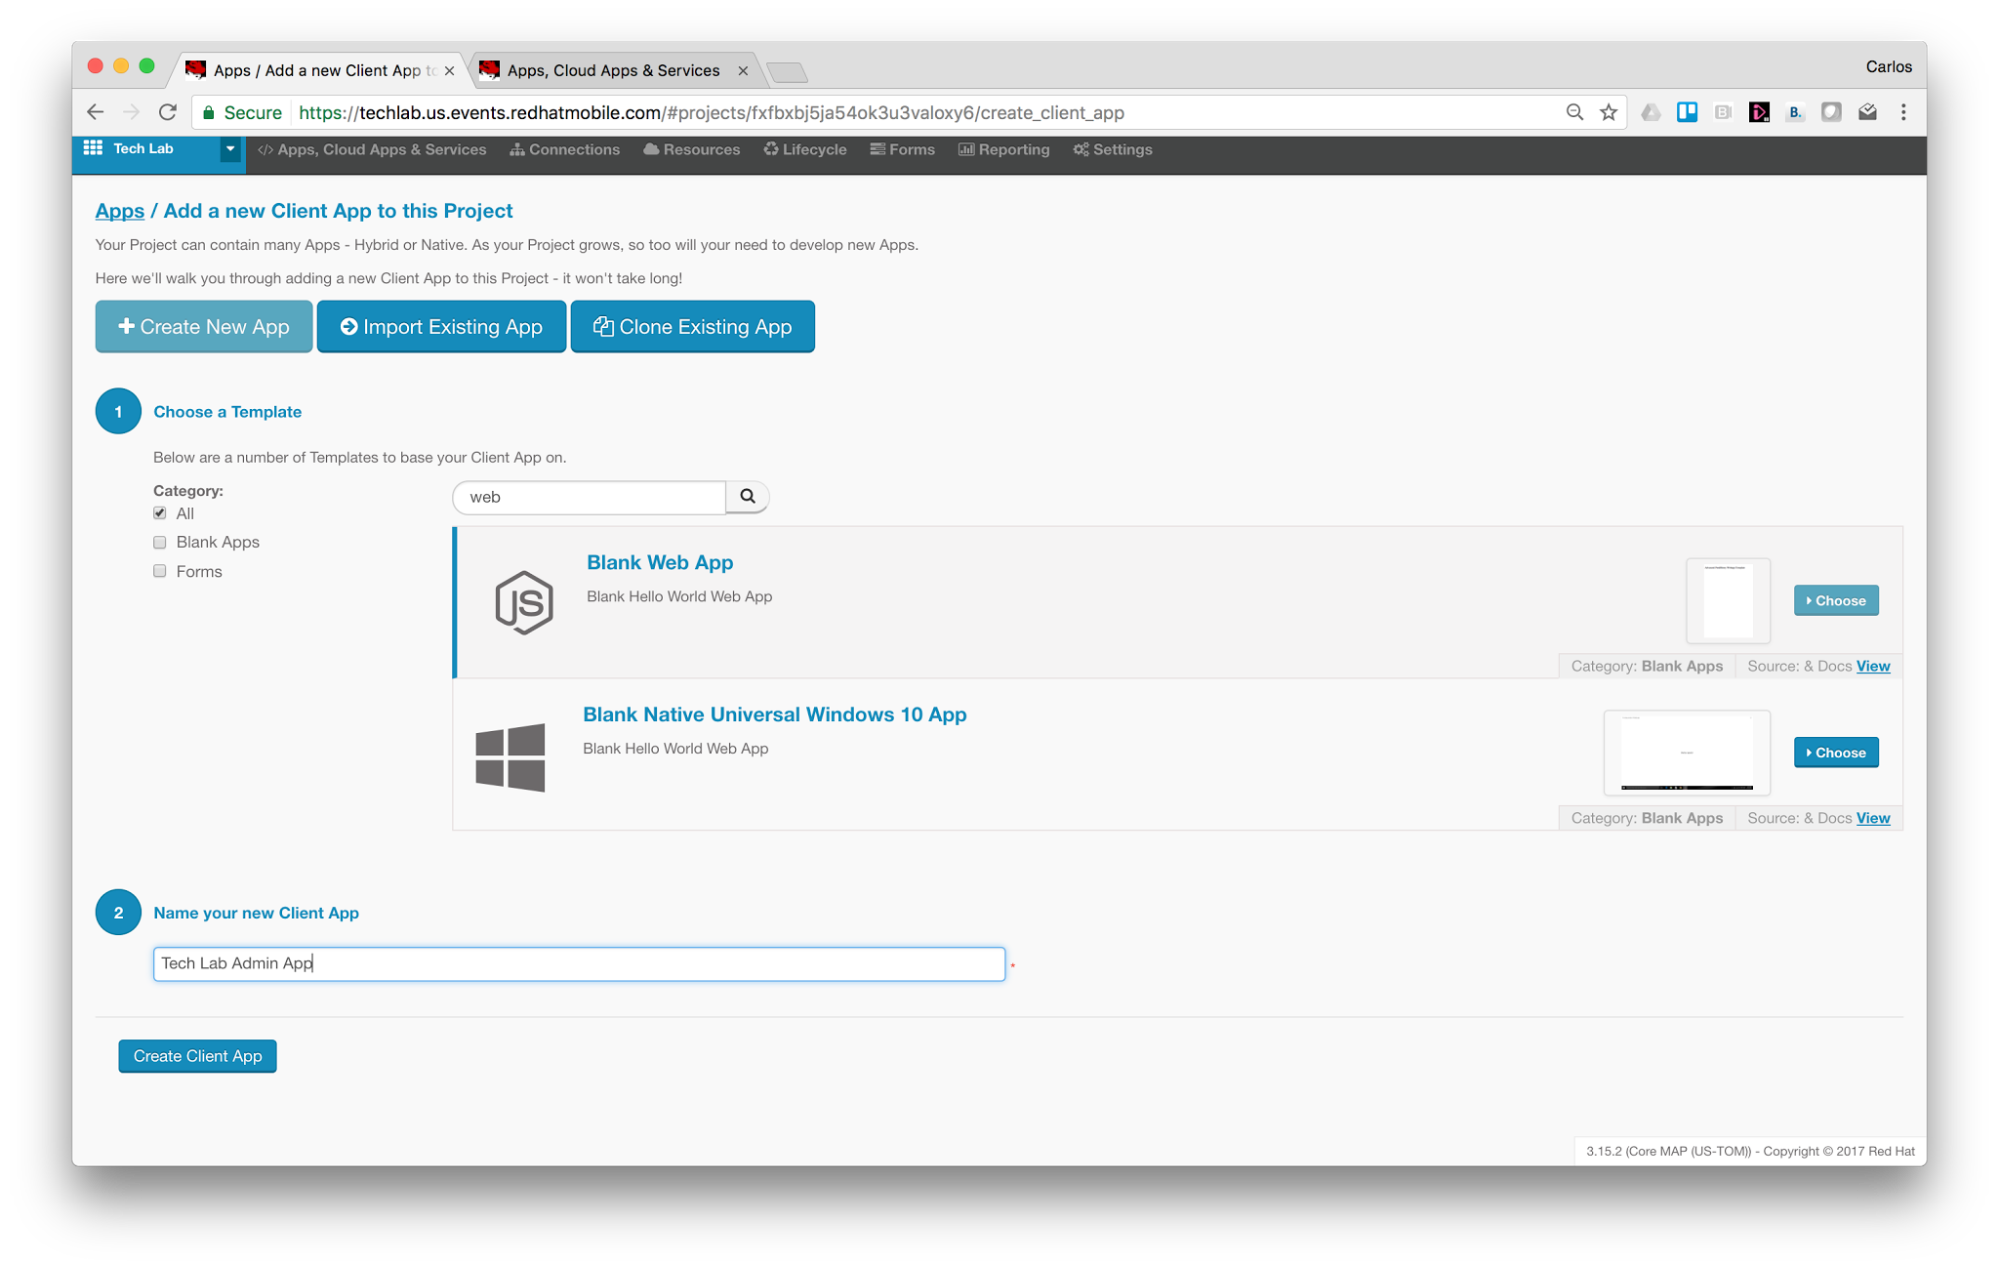 Apps / Add a new Client App to
Apps, Cloud Apps & Services
Carlos
Secure
https://techlab.us.events.redhatmobile.com/#projects/fxfbxbj5ja54ok3u3valoxy6/create_client_app
B.
Tech Lab
</> Apps, Cloud Apps & Services
Connections
Resources
Lifecycle
Forms
Reporting
Settings
Apps / Add a new Client App to this Project
Your Project can contain many Apps - Hybrid or Native. As your Project grows, so too will your need to develop new Apps.
Here we'll walk you through adding a new Client App to this Project - it won't take long!
+ Create New App
Import Existing App
Clone Existing App
1
Choose a Template
Below are a number of Templates to base your Client App on.
Category:
All
Blank Apps
Forms
web
JS
Blank Web App
Blank Hello World Web App
Choose
Category: Blank Apps
Source: & Docs View
Blank Native Universal Windows 10 App
Blank Hello World Web App
Choose
Category: Blank Apps
Source: & Docs View
2
Name your new Client App
Tech Lab Admin App
*
Create Client App
3.15.2 (Core MAP (US-TOM)) - Copyright © 2017 Red Hat